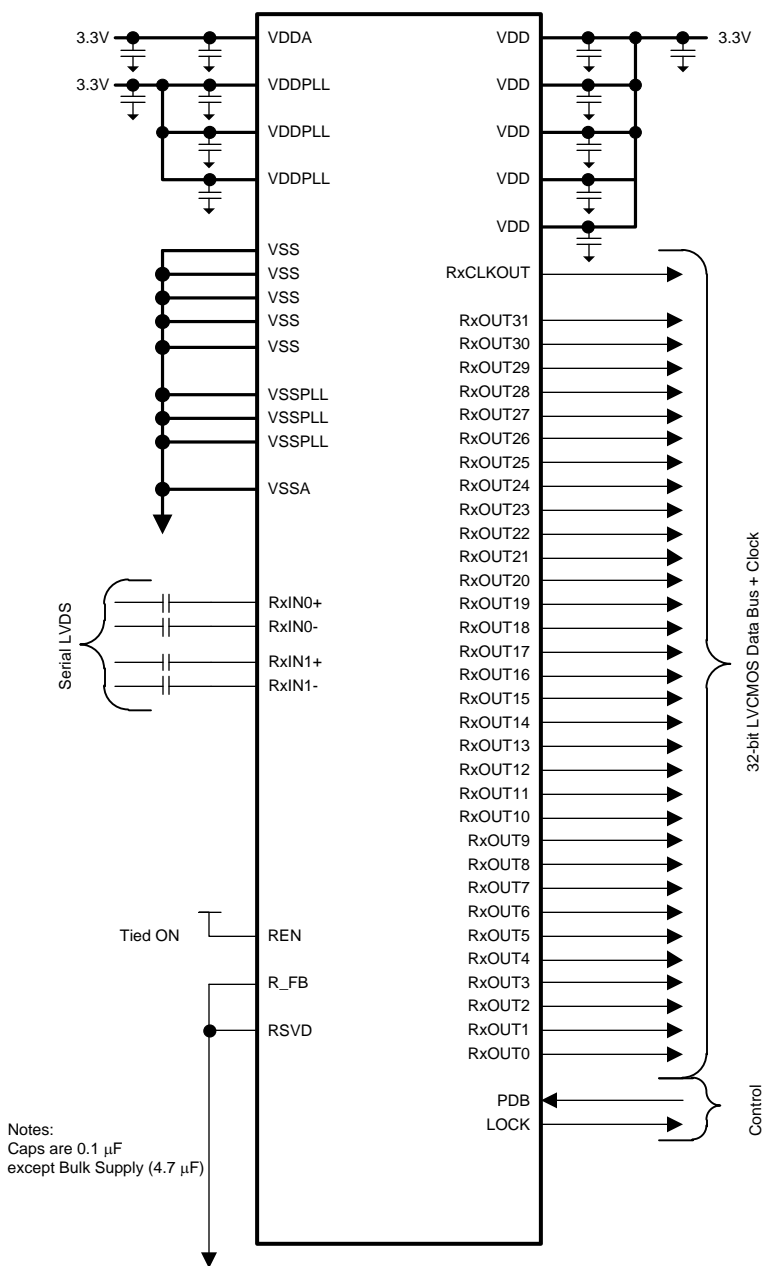 3.3V
VDDA
3.3V
VDDPLL
VDDPLL
VDDPLL
VSS
VSS
VSS
VSS
VSS
VSSPLL
VSSPLL
VSSPLL
VSSA
Serial LVDS
RxIN0+
RxIN0-
RxIN1+
RxIN1-
Tied ON
REN
R_FB
RSVD
Notes:
Caps are 0.1 μF
except Bulk Supply (4.7 μF)
VDD
3.3V
VDD
VDD
VDD
VDD
RxCLKOUT
RxOUT31
RxOUT30
RxOUT29
RxOUT28
RxOUT27
RxOUT26
RxOUT25
RxOUT24
RxOUT23
RxOUT22
RxOUT21
RxOUT20
RxOUT19
RxOUT18
RxOUT17
RxOUT16
RxOUT15
RxOUT14
RxOUT13
RxOUT12
RxOUT11
RxOUT10
RxOUT9
RxOUT8
RxOUT7
RxOUT6
RxOUT5
RxOUT4
RxOUT3
RxOUT2
RxOUT1
RxOUT0
32-bit LVCMOS Data Bus + Clock
PDB
LOCK
Control